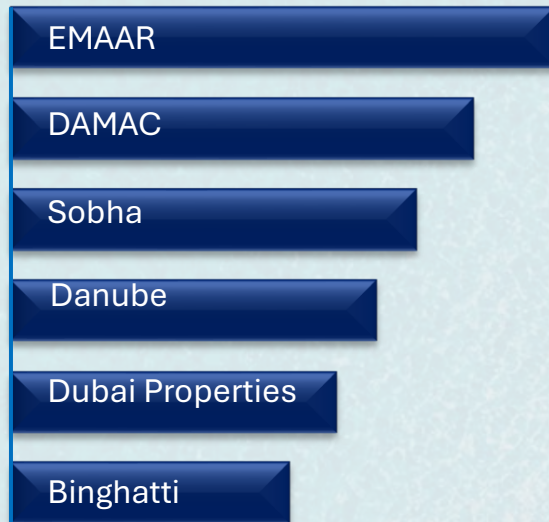 EMAAR
DAMAC
Sobha
Danube
Dubai Properties
Binghatti